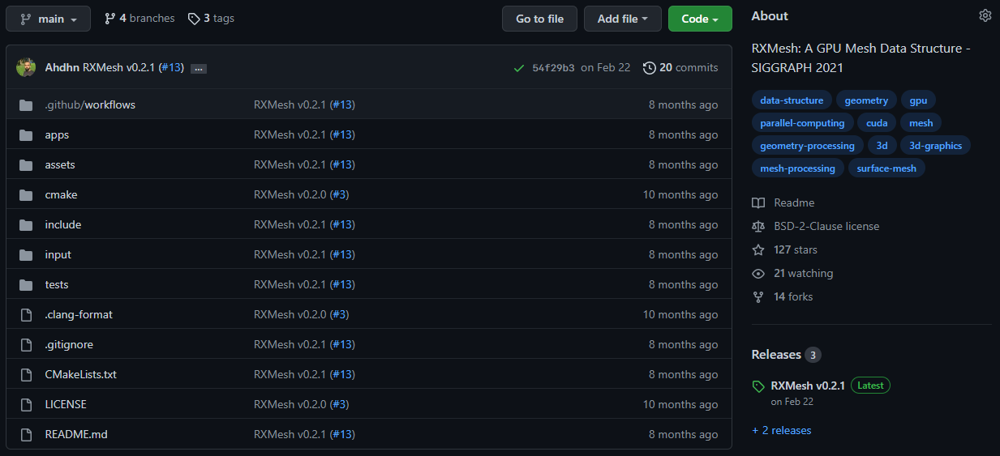 main 4 branches 3 tags Go to file Add file Code
Ahdhn RXMesh v0.2.1 (#13) ... 54f29b3 on Feb 22 20 commits
.github/workflows RXMesh v0.2.1 (#13) 8 months ago
apps RXMesh v0.2.1 (#13) 8 months ago
assets RXMesh v0.2.1 (#13) 8 months ago
cmake RXMesh v0.2.0 (#3) 10 months ago
include RXMesh v0.2.1 (#13) 8 months ago
input RXMesh v0.2.1 (#13) 8 months ago
tests RXMesh v0.2.1 (#13) 8 months ago
.clang-format RXMesh v0.2.0 (#3) 10 months ago
.gitignore RXMesh v0.2.1 (#13) 8 months ago
CMakeLists.txt RXMesh v0.2.1 (#13) 8 months ago
LICENSE RXMesh v0.2.0 (#3) 10 months ago
README.md RXMesh v0.2.1 (#13) 8 months ago
About
RXMesh: A GPU Mesh Data Structure -
SIGGRAPH 2021
data-structure geometry gpu
parallel-computing cuda mesh
geometry-processing 3d 3d-graphics
mesh-processing surface-mesh
Readme
BSD-2-Clause license
127 stars
21 watching
14 forks
Releases 3
RXMesh v0.2.1 Latest
on Feb 22
+ 2 releases